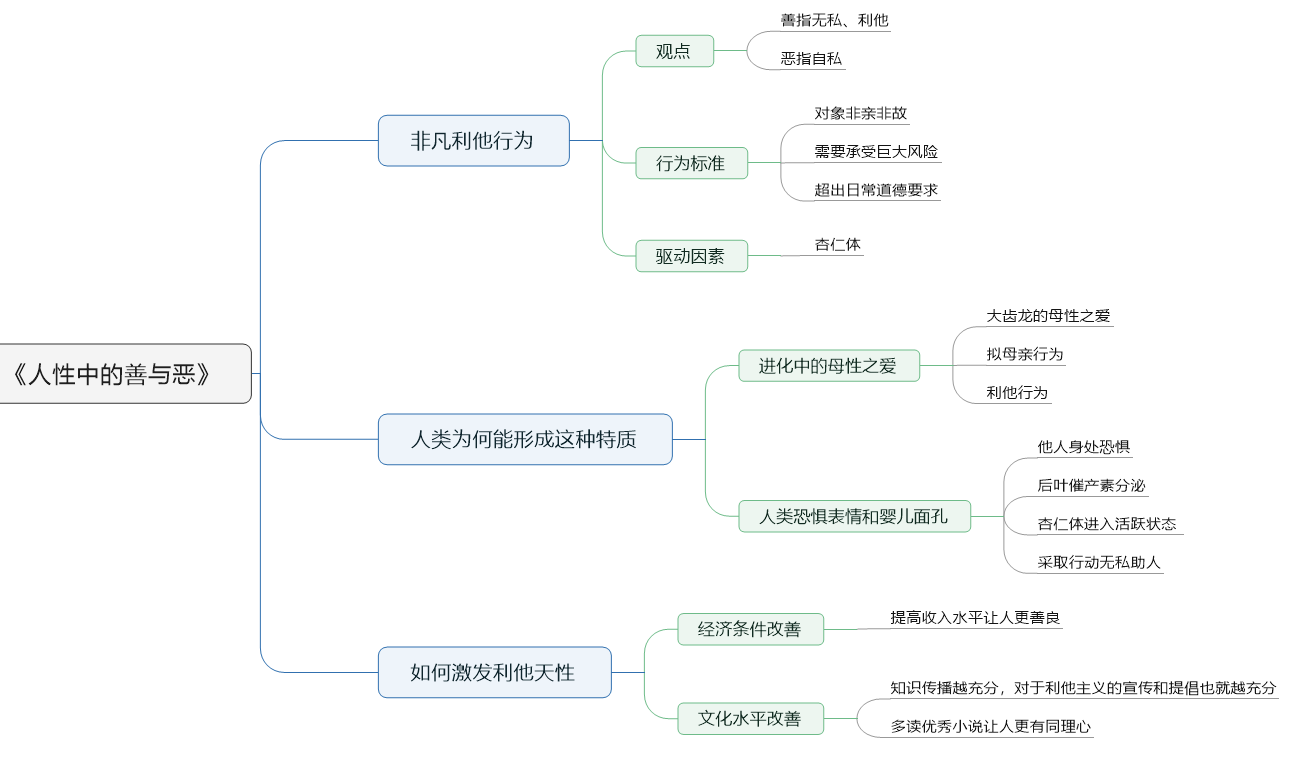 《人性中的善与恶》
非凡利他行为
观点
善指无私、利他
恶指自私
行为标准
对象非亲非故
需要承受巨大风险
超出日常道德要求
驱动因素
杏仁体
人类为何能形成这种特质
进化中的母性之爱
大齿龙的母性之爱
拟母亲行为
利他行为
人类恐惧表情和婴儿面孔
他人身处恐惧
后叶催产素分泌
杏仁体进入活跃状态
采取行动无私助人
如何激发利他天性
经济条件改善
提高收入水平让人更善良
文化水平改善
知识传播越充分，对于利他主义的宣传和提倡也就越充分
多读优秀小说让人更有同理心